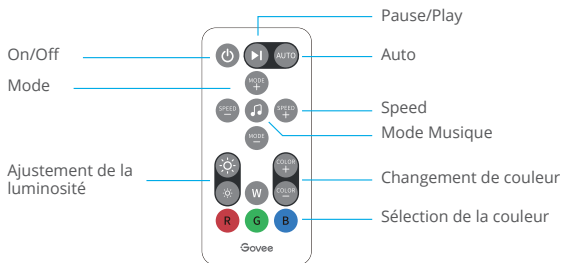 Pause/Play
On/Off
Auto
Mode
Speed
Mode Musique
Ajustement de la
luminosité
Changement de couleur
Sélection de la couleur
AUTO
MODE
+
SPEED
−
SPEED
+
MODE
−
COLOR
+
W
COLOR
−
R G B
Govee